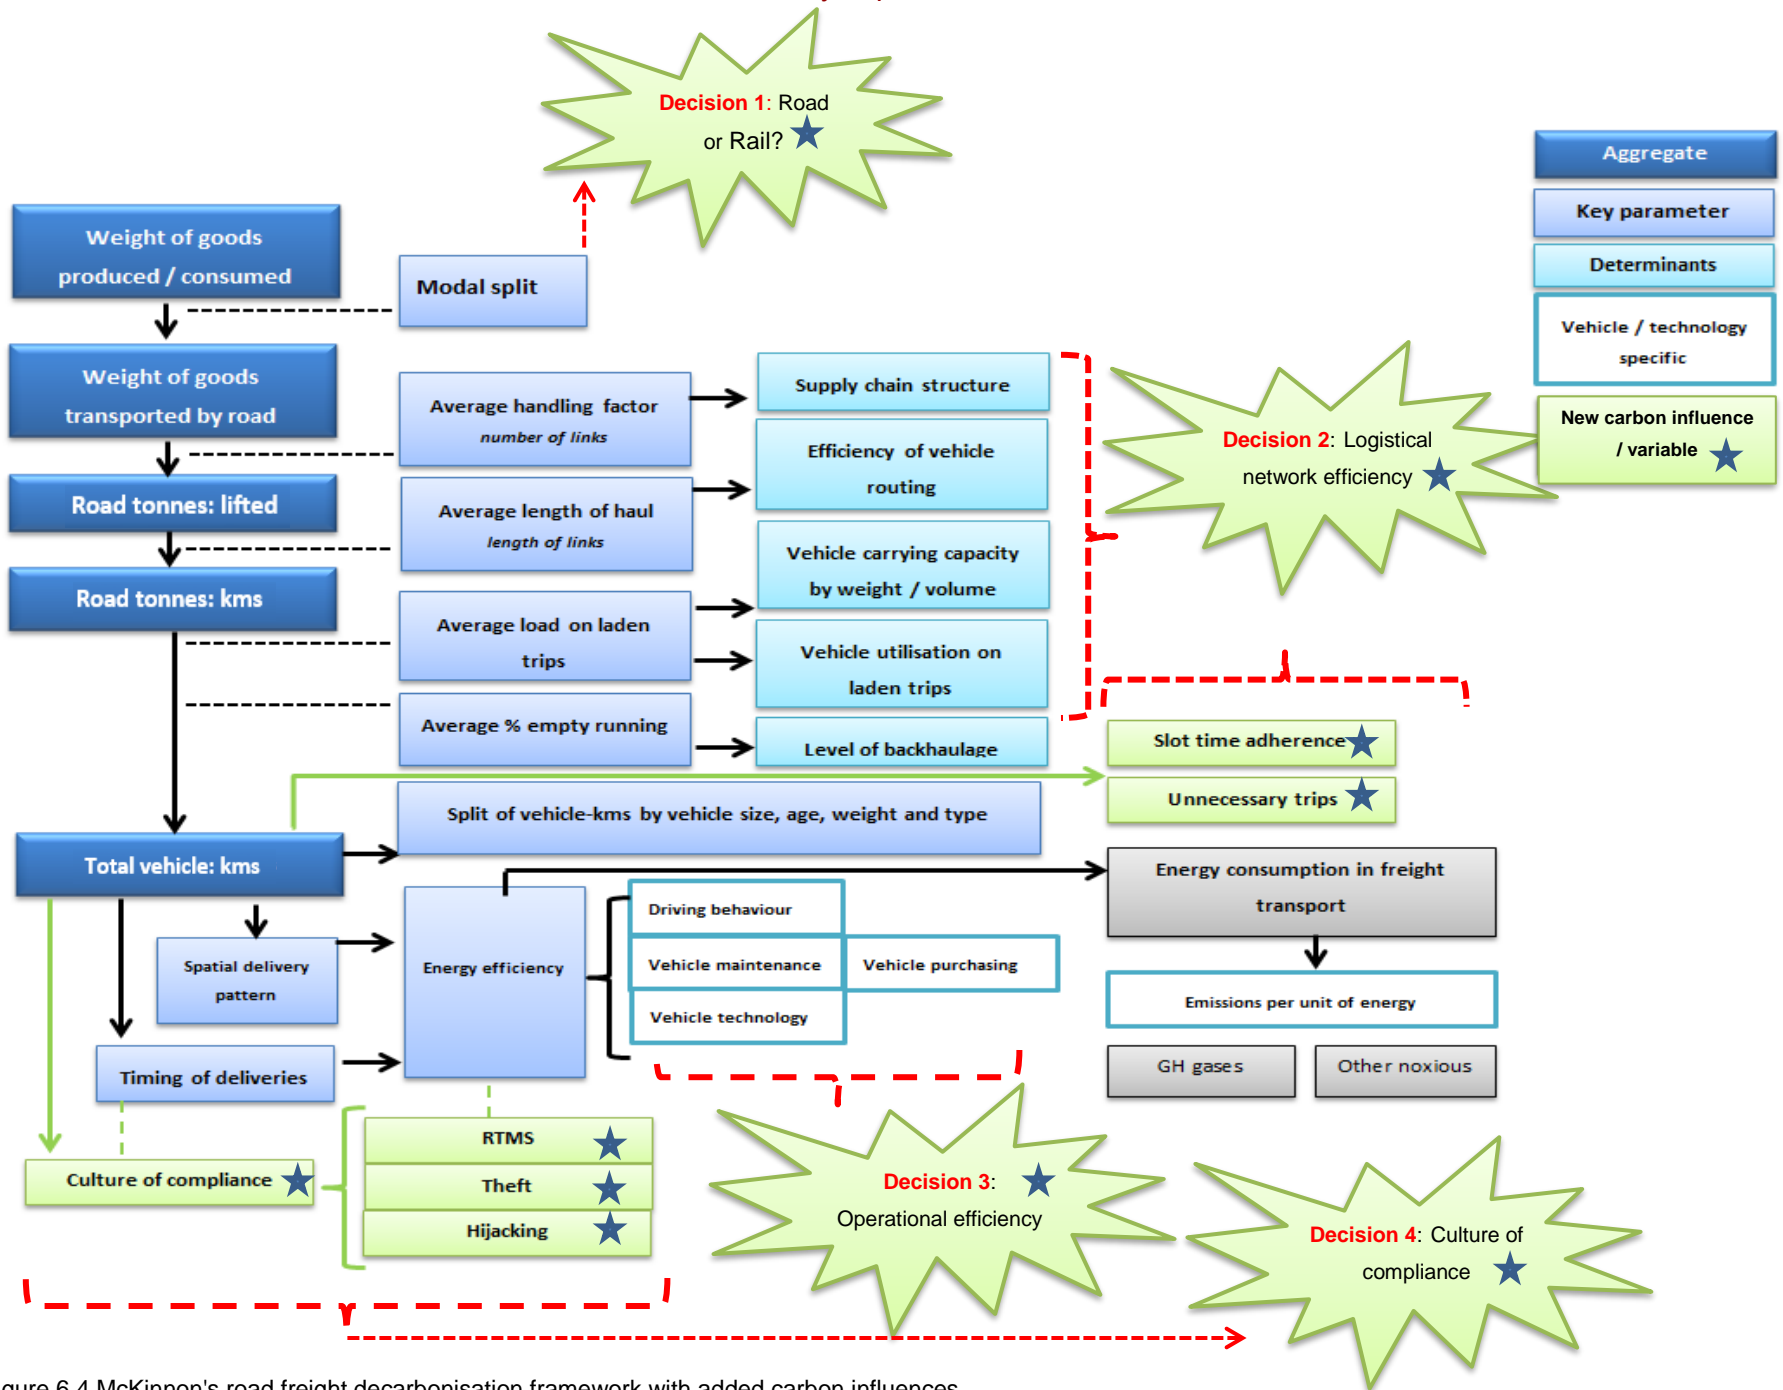 Decision 1: Road
or Rail?
Aggregate
Key parameter
Determinants
Vehicle / technology
specific
New carbon influence
/ variable
Weight of goods
produced / consumed
Modal split
Weight of goods
transported by road
Average handling factor
number of links
Supply chain structure
Efficiency of vehicle
routing
Decision 2: Logistical
network efficiency
Road tonnes: lifted
Average length of haul
length of links
Vehicle carrying capacity
by weight / volume
Road tonnes: kms
Average load on laden
trips
Vehicle utilisation on
laden trips
Average % empty running
Level of backhaulage
Slot time adherence
Unnecessary trips
Split of vehicle-kms by vehicle size, age, weight and type
Total vehicle: kms
Energy consumption in freight
transport
Spatial delivery
pattern
Energy efficiency
Driving behaviour
Vehicle maintenance
Vehicle purchasing
Vehicle technology
Emissions per unit of energy
GH gases
Other noxious
Timing of deliveries
Culture of compliance
RTMS
Theft
Hijacking
Decision 3:
Operational efficiency
Decision 4: Culture of
compliance
6.4 McKinnon's road freight decarbonisation framework with added carbon influences